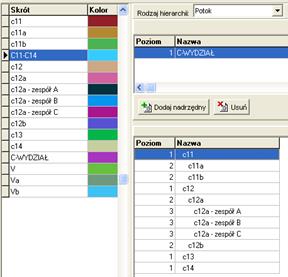 Skrót Kolor
c11
c11a
c11b
C11-C14
c12
c12a
c12a - zespół A
c12a - zespół B
c12a - zespół C
c12b
c13
c14
C-WYDZIAŁ
V
Va
Vb
Rodzaj hierarchii: Potok
Poziom Nazwa
1 C-WYDZIAŁ
Dodaj nadrzędny Usuń
Poziom Nazwa
1 c11
2 c11a
2 c11b
1 c12
2 c12a
3 c12a - zespół A
3 c12a - zespół B
3 c12a - zespół C
2 c12b
1 c13
1 c14